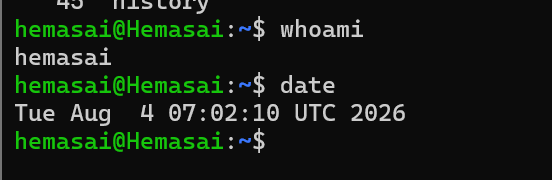 45  history
hemasai@Hemasai:~$ whoami
hemasai
hemasai@Hemasai:~$ date
Tue Aug  4 07:02:10 UTC 2026
hemasai@Hemasai:~$